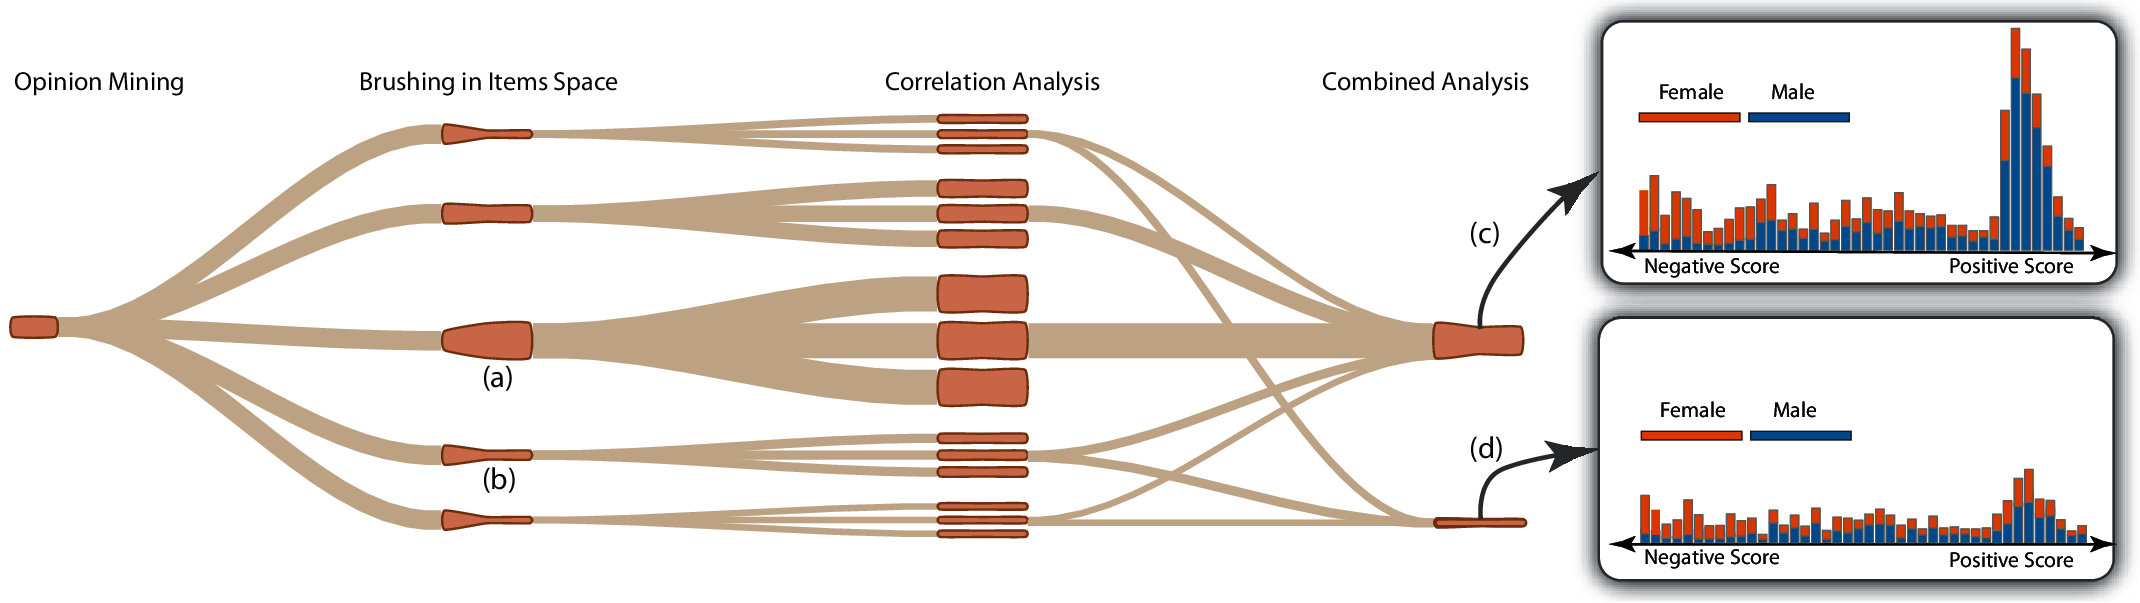 Opinion Mining
Brushing in Items Space
Correlation Analysis
Combined Analysis
(a)
(b)
(c)
(d)
Female Male
Negative Score Positive Score
Female Male
Negative Score Positive Score